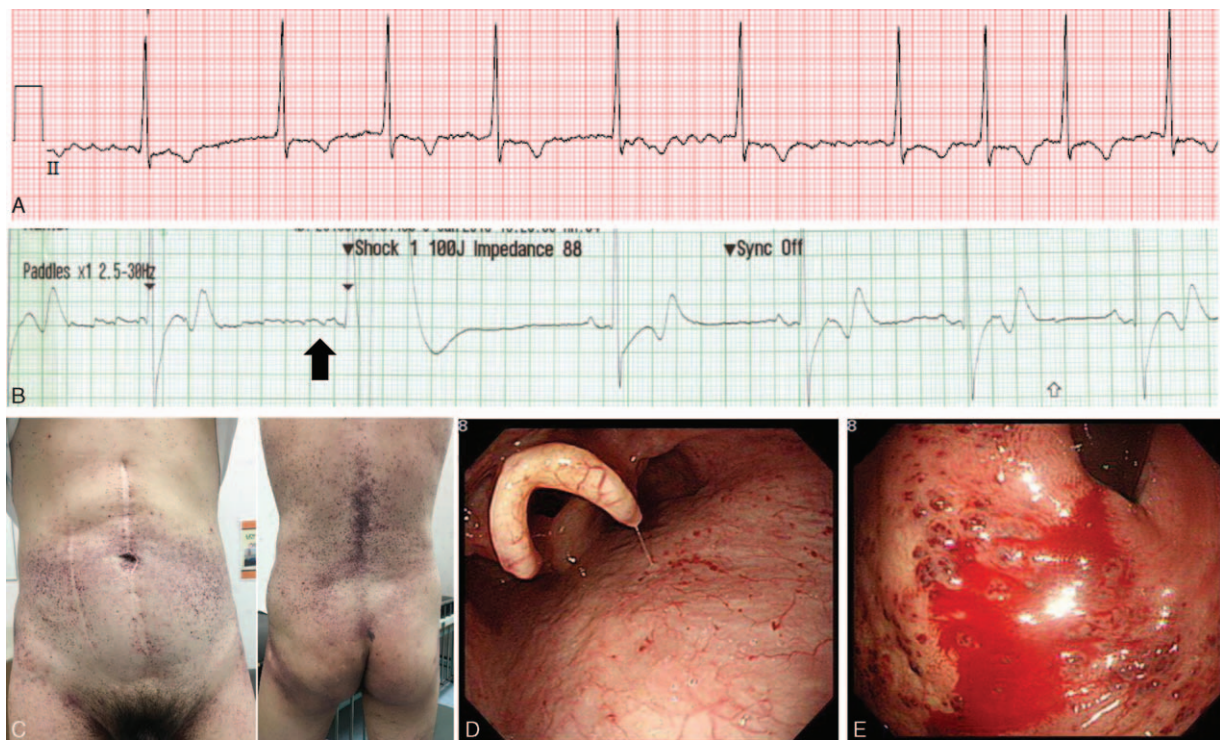 II
A
▼Shock 1 100J Impedance 88
▼Sync Off
Paddles x1 2.5-30Hz
B
8
8
C
D
E